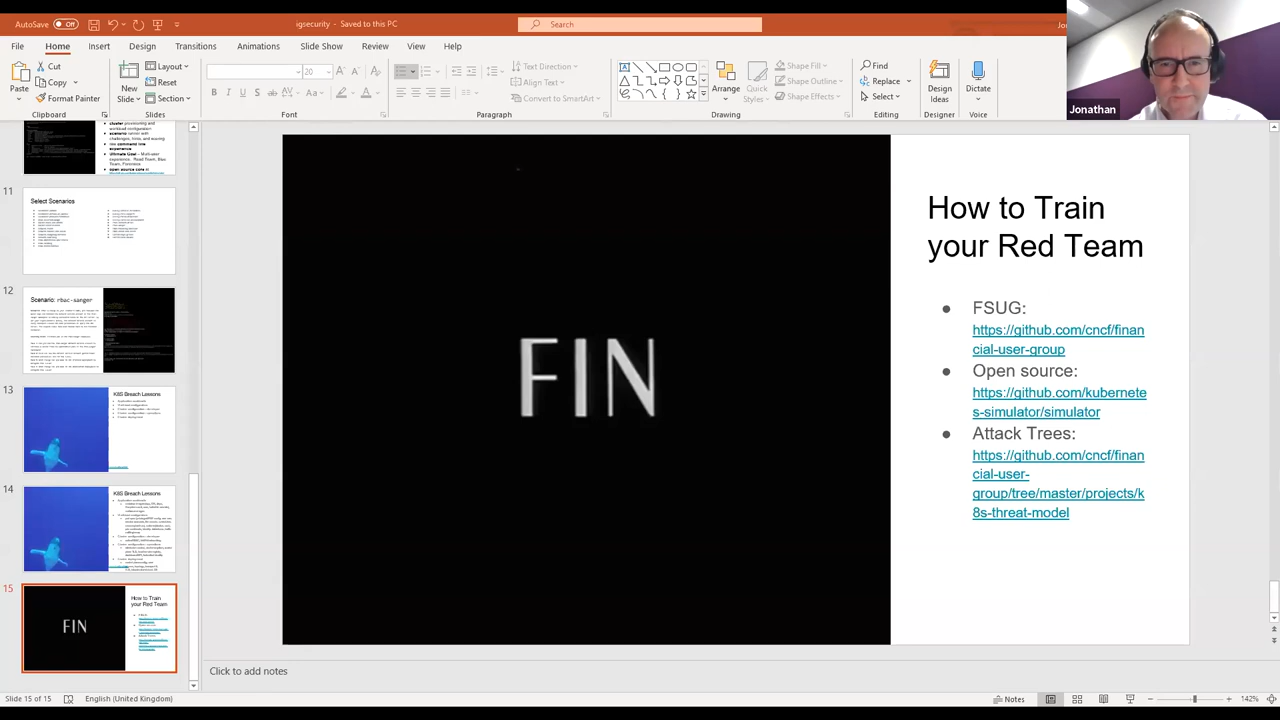 AutoSave
Off
igsecurity - Saved to this PC
Search
File
Home
Insert
Design
Transitions
Animations
Slide Show
Review
View
Help
Paste
Cut
Copy
Format Painter
Clipboard
New
Slide
Layout
Reset
Section
Slides
20
Font
Text Direction
Align Text
Convert to SmartArt
Paragraph
Arrange
Quick
Styles
Shape Fill
Shape Outline
Shape Effects
Drawing
Find
Replace
Select
Editing
Design
Ideas
Designer
Dictate
Voice
Jonathan
11
Select Scenarios
12
Scenario: rbac-sanger
13
K8S Breach Lessons
14
K8S Breach Lessons
15
FIN
How to Train
your Red Team
FIN
How to Train
your Red Team
● FSUG:
https://github.com/cncf/finan
cial-user-group
● Open source:
https://github.com/kubernete
s-simulator/simulator
● Attack Trees:
https://github.com/cncf/finan
cial-user-
group/tree/master/projects/k
8s-threat-model
Click to add notes
Slide 15 of 15
English (United Kingdom)
Notes
142%